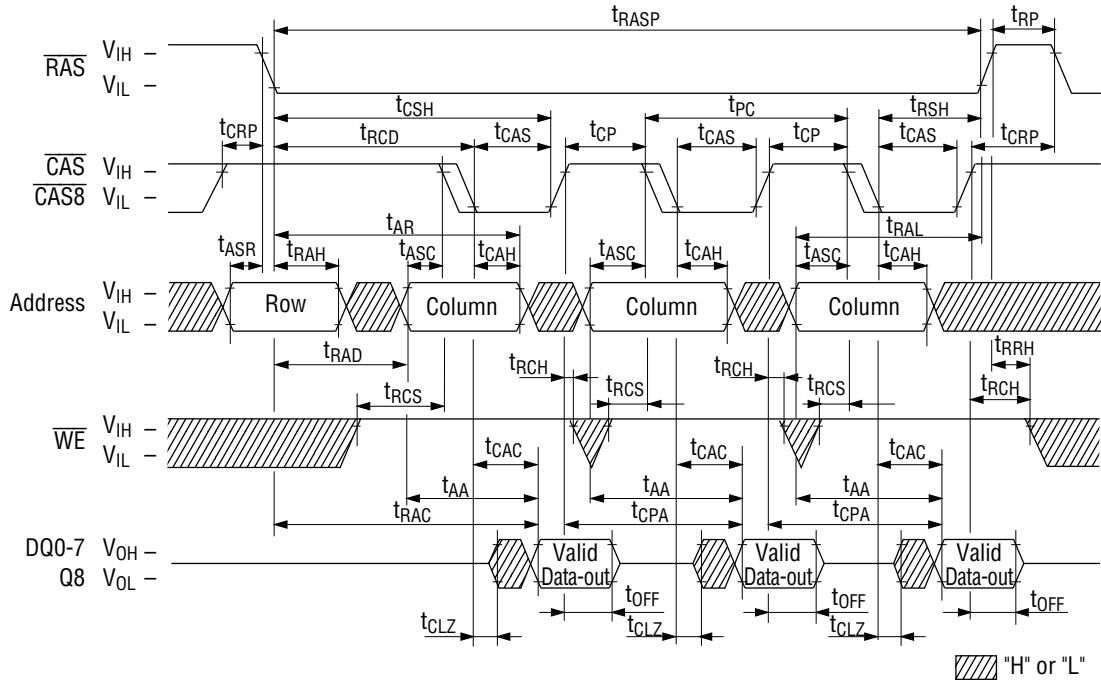 tRASP tRP
RAS VIH –
VIL –
tCSH tPC tRSH
tCRP tRCD tCAS tCP tCAS tCP tCAS tCRP
CAS VIH –
CAS8 VIL –
tAR tRAL
tASR tRAH tASC tCAH tASC tCAH tASC tCAH
Address VIH –
VIL –
Row Column Column Column
tRAD tRCH tRCH tRRH
tRCS tRCS tRCS tRCH
WE VIH –
VIL –
tCAC tCAC tCAC
tAA tAA tAA
tRAC tCPA tCPA
DQ0-7 VOH –
Q8 VOL –
Valid Valid Valid
Data-out Data-out Data-out
tOFF tOFF tOFF
tCLZ tCLZ tCLZ
"H" or "L"